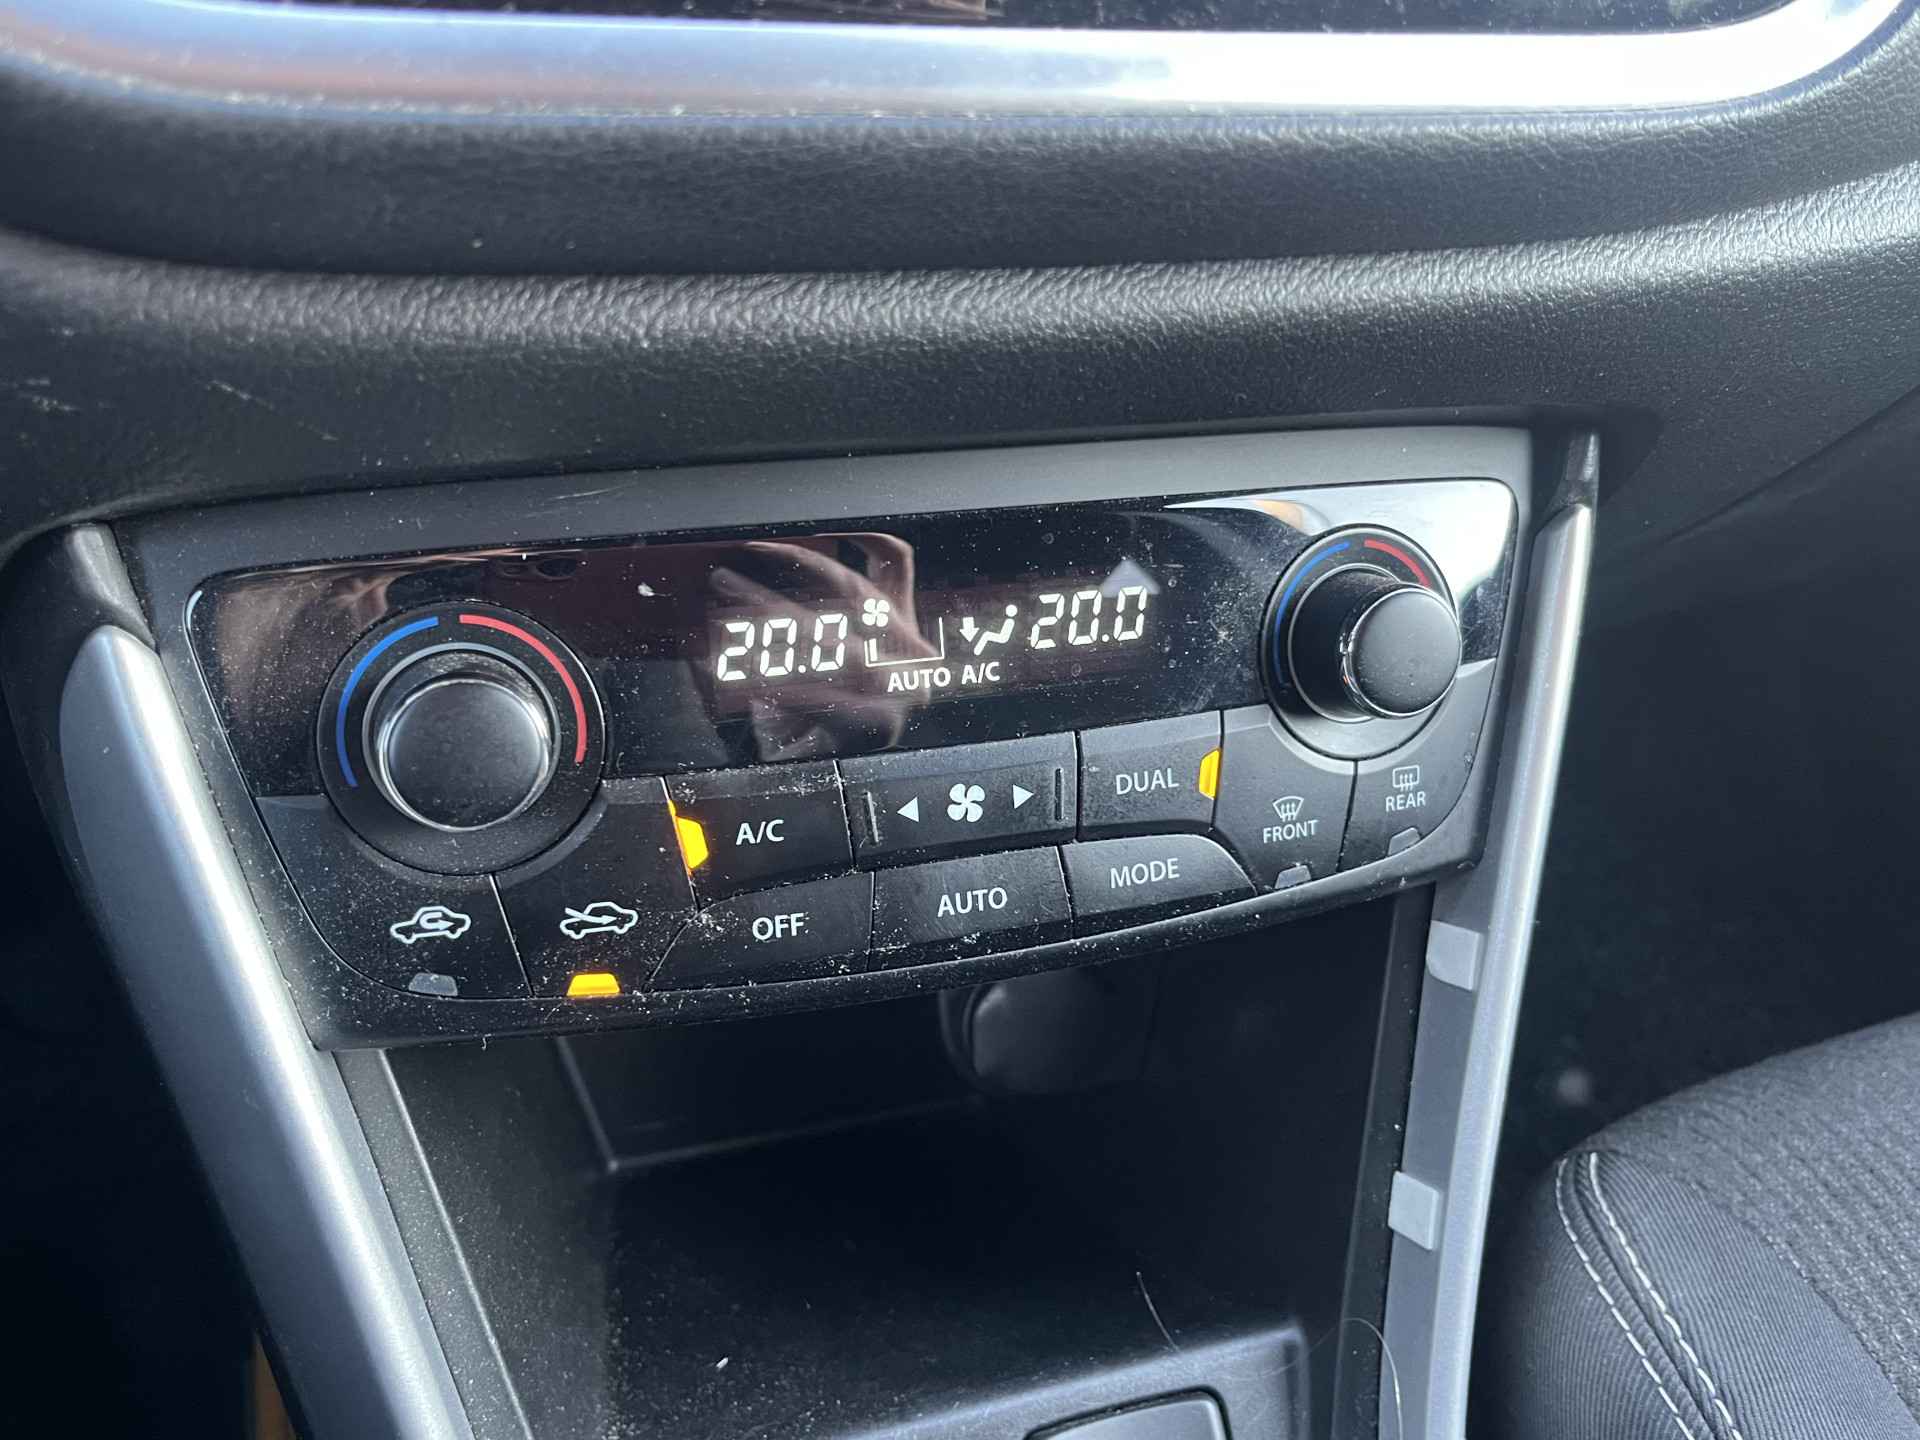 20.0 20.0
AUTO A/C
A/C DUAL FRONT REAR
OFF AUTO MODE